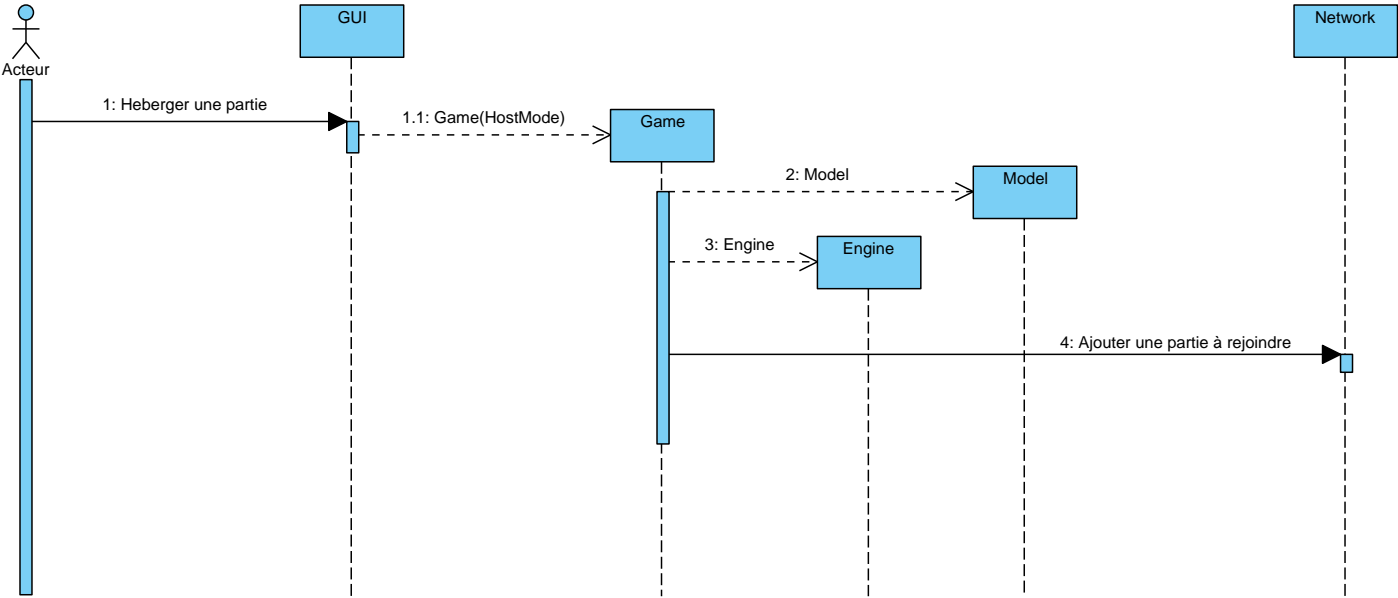 GUI
Network
Acteur
1: Heberger une partie
1.1: Game(HostMode)
Game
2: Model
Model
3: Engine
Engine
4: Ajouter une partie à rejoindre